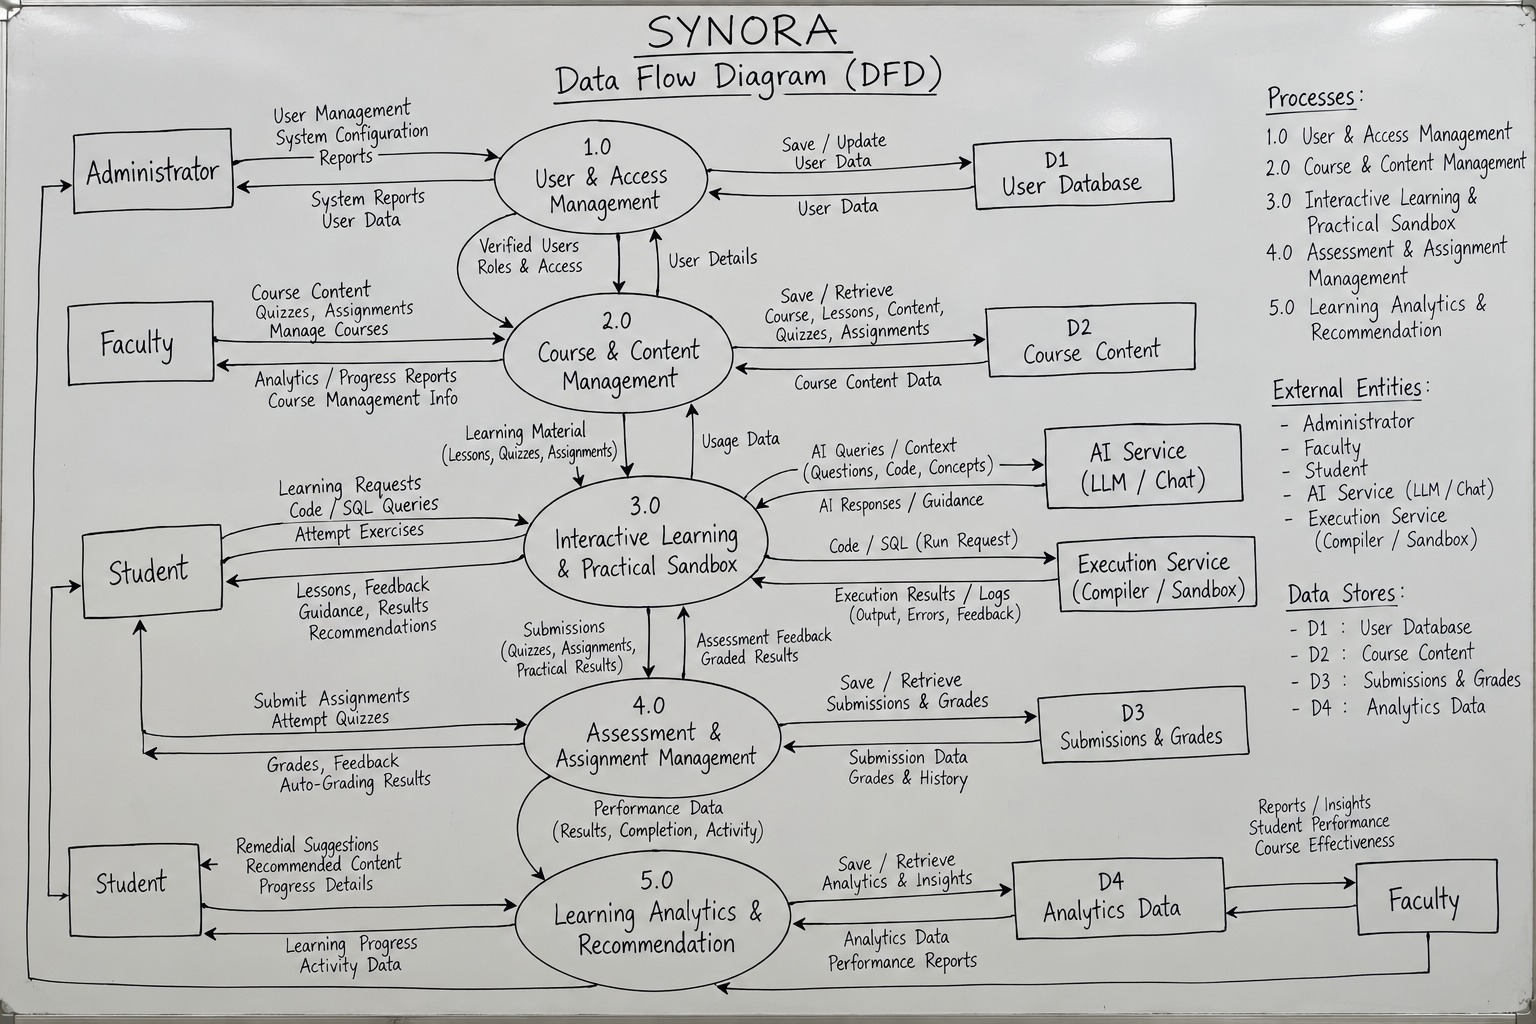 SYNORA
Data Flow Diagram (DFD)
User Management
System Configuration
Reports
Administrator
System Reports
User Data
1.0
User & Access
Management
Save / Update
User Data
User Data
D1
User Database
Verified Users
Roles & Access
User Details
Course Content
Quizzes, Assignments
Manage Courses
Faculty
Analytics / Progress Reports
Course Management Info
2.0
Course & Content
Management
Save / Retrieve
Course, Lessons, Content,
Quizzes, Assignments
Course Content Data
D2
Course Content
Learning Material
(Lessons, Quizzes, Assignments)
Usage Data
AI Queries / Context
(Questions, Code, Concepts)
AI Responses / Guidance
AI Service
(LLM / Chat)
Learning Requests
Code / SQL Queries
Attempt Exercises
Student
Lessons, Feedback
Guidance, Results
Recommendations
3.0
Interactive Learning
& Practical Sandbox
Code / SQL (Run Request)
Execution Results / Logs
(Output, Errors, Feedback)
Execution Service
(Compiler / Sandbox)
Submissions
(Quizzes, Assignments,
Practical Results)
Assessment Feedback
Graded Results
Submit Assignments
Attempt Quizzes
Grades, Feedback
Auto-Grading Results
4.0
Assessment &
Assignment Management
Save / Retrieve
Submissions & Grades
Submission Data
Grades & History
D3
Submissions & Grades
Performance Data
(Results, Completion, Activity)
Remedial Suggestions
Recommended Content
Progress Details
Student
Learning Progress
Activity Data
5.0
Learning Analytics &
Recommendation
Save / Retrieve
Analytics & Insights
Analytics Data
Performance Reports
D4
Analytics Data
Reports / Insights
Student Performance
Course Effectiveness
Faculty
Processes:
1.0 User & Access Management
2.0 Course & Content Management
3.0 Interactive Learning &
Practical Sandbox
4.0 Assessment & Assignment
Management
5.0 Learning Analytics &
Recommendation
External Entities:
- Administrator
- Faculty
- Student
- AI Service (LLM / Chat)
- Execution Service
(Compiler / Sandbox)
Data Stores:
- D1 : User Database
- D2 : Course Content
- D3 : Submissions & Grades
- D4 : Analytics Data